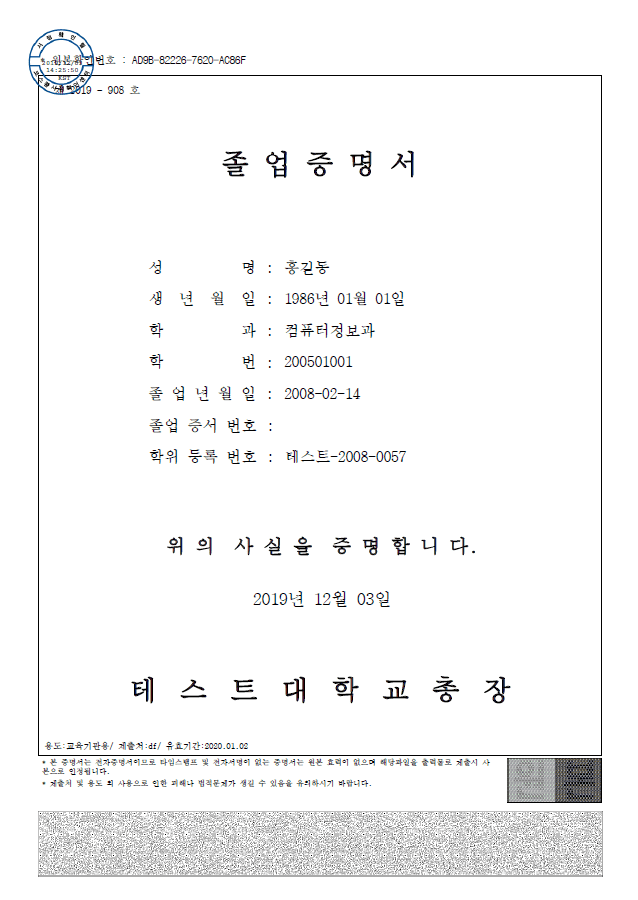 * 원본확인번호 : AD9B-82226-7620-AC86F
14:25:50
KST
제 2019 - 908 호
졸 업 증 명 서
성 명 : 홍길동
생 년 월 일 : 1986년 01월 01일
학 과 : 컴퓨터정보과
학 번 : 200501001
졸 업 년 월 일 : 2008-02-14
졸업 증서 번호 :
학위 등록 번호 : 테스트-2008-0057
위 의 사 실 을 증 명 합 니 다.
2019년 12월 03일
테 스 트 대 학 교 총 장
용도:교육기관용/ 제출처:df/ 유효기간:2020.01.02
* 본 증명서는 전자증명서이므로 타임스탬프 및 전자서명이 없는 증명서는 원본 효력이 없으며 해당파일을 출력물로 제출시 사
본으로 인정됩니다.
* 제출처 및 용도 외 사용으로 인한 피해나 법적문제가 생길 수 있음을 유의하시기 바랍니다.